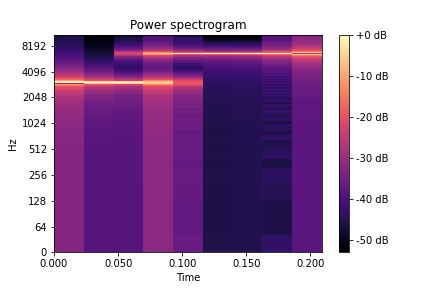 Power spectrogram
8192
4096
2048
1024
512
256
128
64
0
Hz
0.000 0.050 0.100 0.150 0.200
Time
+0 dB
-10 dB
-20 dB
-30 dB
-40 dB
-50 dB